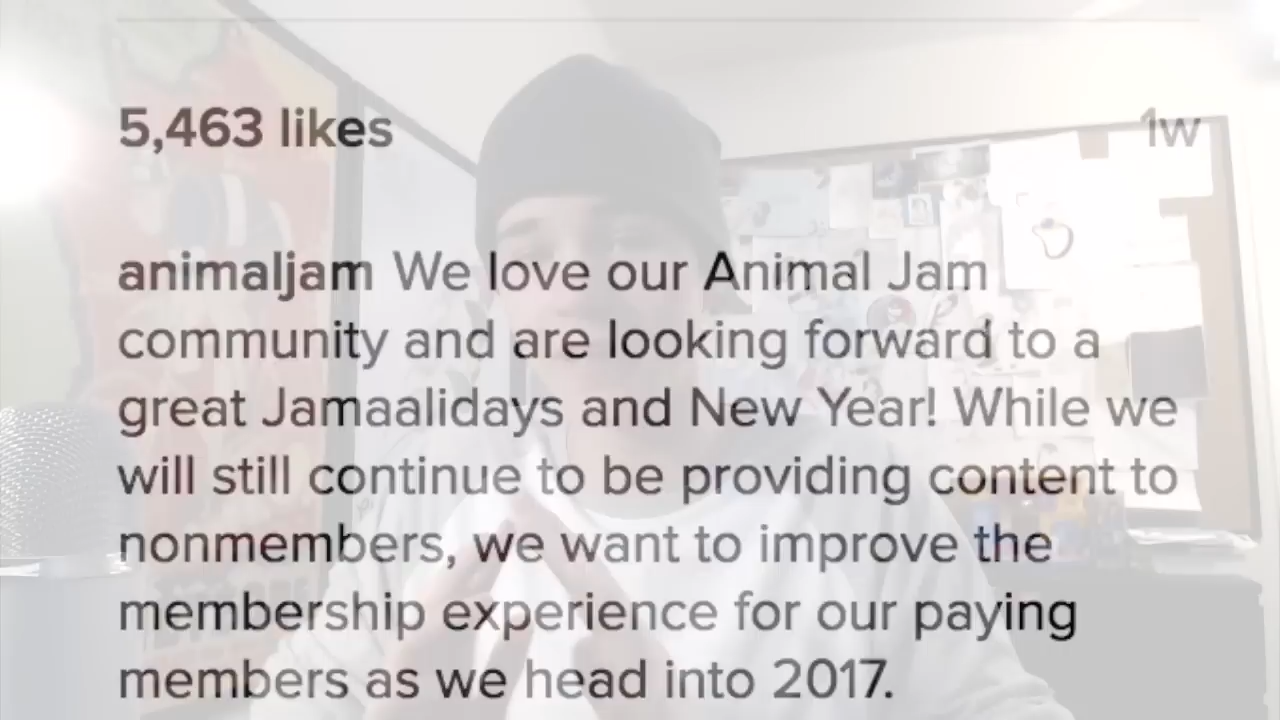 5,463 likes
1w
animaljam We love our Animal Jam
community and are looking forward to a
great Jamaalidays and New Year! While we
will still continue to be providing content to
nonmembers, we want to improve the
membership experience for our paying
members as we head into 2017.